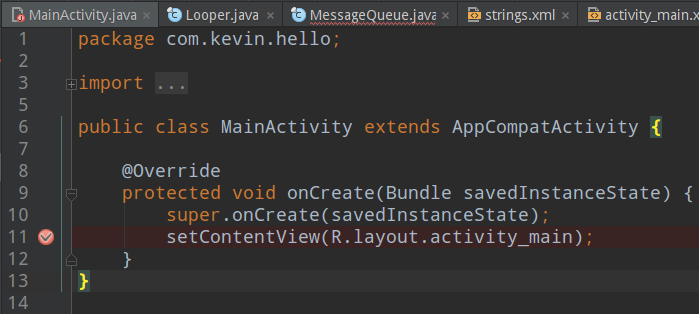 MainActivity.java × Looper.java × MessageQueue.java × strings.xml × activity_main.x
1 package com.kevin.hello;
2
3 import ...
5
6 public class MainActivity extends AppCompatActivity {
7
8 @Override
9 protected void onCreate(Bundle savedInstanceState) {
10 super.onCreate(savedInstanceState);
11 setContentView(R.layout.activity_main);
12 }
13 }
14